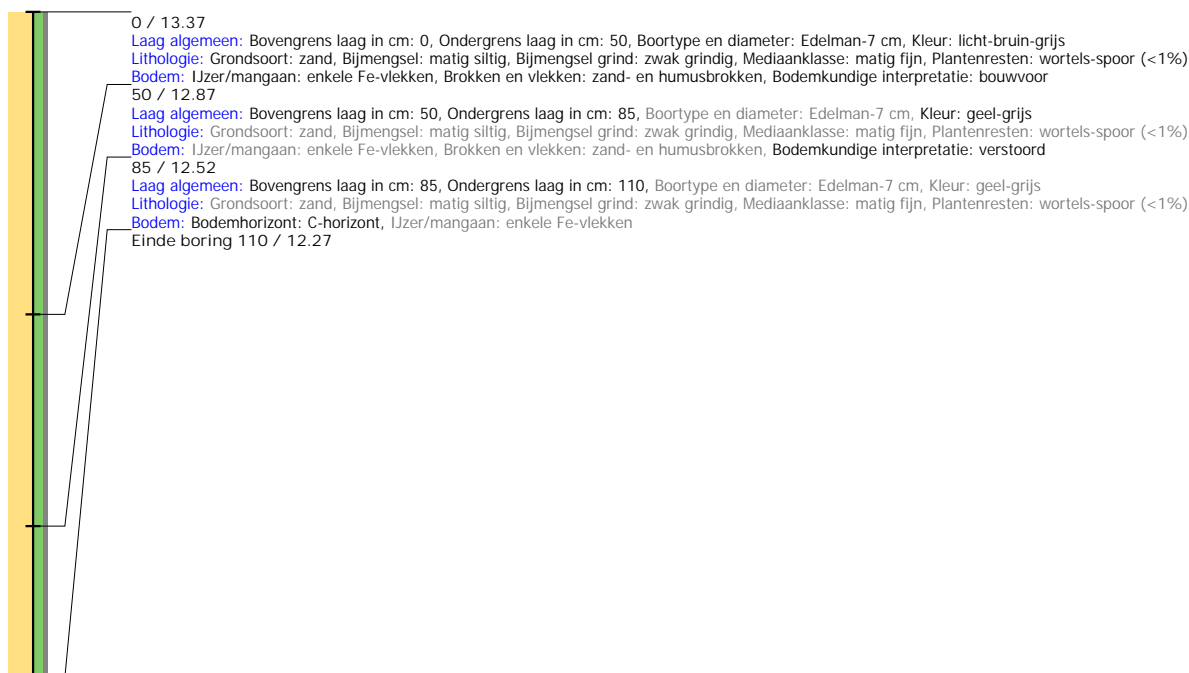 0 / 13.37
Laag algemeen: Bovengrens laag in cm: 0, Ondergrens laag in cm: 50, Boortype en diameter: Edelman-7 cm, Kleur: licht-bruin-grijs
Lithologie: Grondsoort: zand, Bijmengsel: matig siltig, Bijmengsel grind: zwak grindig, Mediaanklasse: matig fijn, Plantenresten: wortels-spoor (<1%)
Bodem: IJzer/mangaan: enkele Fe-vlekken, Brokken en vlekken: zand- en humusbrokken, Bodemkundige interpretatie: bouwvoor
50 / 12.87
Laag algemeen: Bovengrens laag in cm: 50, Ondergrens laag in cm: 85, Boortype en diameter: Edelman-7 cm, Kleur: geel-grijs
Lithologie: Grondsoort: zand, Bijmengsel: matig siltig, Bijmengsel grind: zwak grindig, Mediaanklasse: matig fijn, Plantenresten: wortels-spoor (<1%)
Bodem: IJzer/mangaan: enkele Fe-vlekken, Brokken en vlekken: zand- en humusbrokken, Bodemkundige interpretatie: verstoord
85 / 12.52
Laag algemeen: Bovengrens laag in cm: 85, Ondergrens laag in cm: 110, Boortype en diameter: Edelman-7 cm, Kleur: geel-grijs
Lithologie: Grondsoort: zand, Bijmengsel: matig siltig, Bijmengsel grind: zwak grindig, Mediaanklasse: matig fijn, Plantenresten: wortels-spoor (<1%)
Bodem: Bodemhorizont: C-horizont, IJzer/mangaan: enkele Fe-vlekken
Einde boring 110 / 12.27